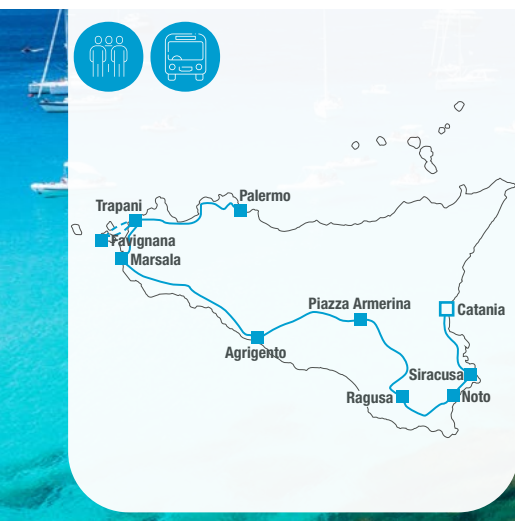 Palermo
Trapani
Favignana
Marsala
Piazza Armerina
Catania
Agrigento
Siracusa
Ragusa
Noto